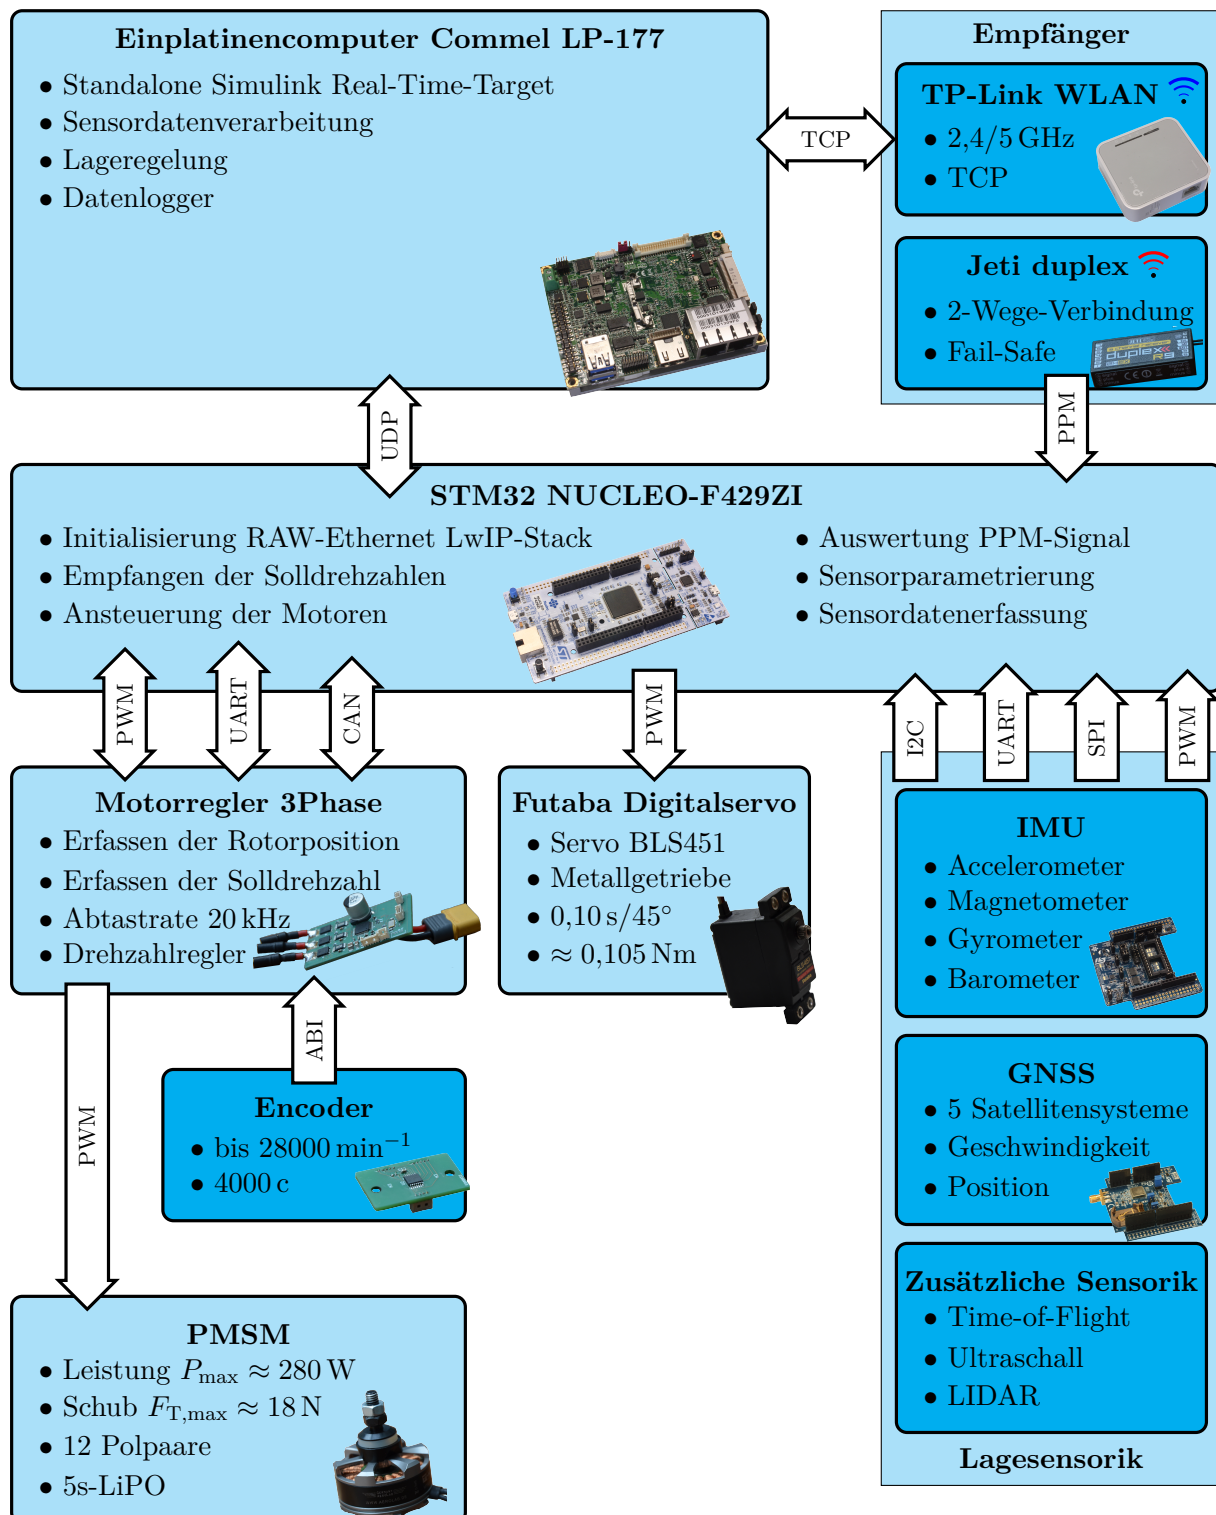 Einplatinencomputer Commel LP-177
• Standalone Simulink Real-Time-Target
• Sensordatenverarbeitung
• Lageregelung
• Datenlogger
TCP
Empfänger
TP-Link WLAN
• 2,4/5 GHz
• TCP
Jeti duplex
• 2-Wege-Verbindung
• Fail-Safe
duplex
R9
UDP
PPM
STM32 NUCLEO-F429ZI
• Initialisierung RAW-Ethernet LwIP-Stack
• Empfangen der Solldrehzahlen
• Ansteuerung der Motoren
• Auswertung PPM-Signal
• Sensorparametrierung
• Sensordatenerfassung
PWM
UART
CAN
PWM
I2C
UART
SPI
PWM
Motorregler 3Phase
• Erfassen der Rotorposition
• Erfassen der Solldrehzahl
• Abtastrate 20 kHz
• Drehzahlregler
Futaba Digitalservo
• Servo BLS451
• Metallgetriebe
• 0,10 s/45°
• ≈ 0,105 Nm
IMU
• Accelerometer
• Magnetometer
• Gyrometer
• Barometer
ABI
PWM
Encoder
• bis 28000 min⁻¹
• 4000 c
GNSS
• 5 Satellitensysteme
• Geschwindigkeit
• Position
Zusätzliche Sensorik
• Time-of-Flight
• Ultraschall
• LIDAR
Lagesensorik
PMSM
• Leistung Pmax ≈ 280 W
• Schub FT,max ≈ 18 N
• 12 Polpaare
• 5s-LiPO